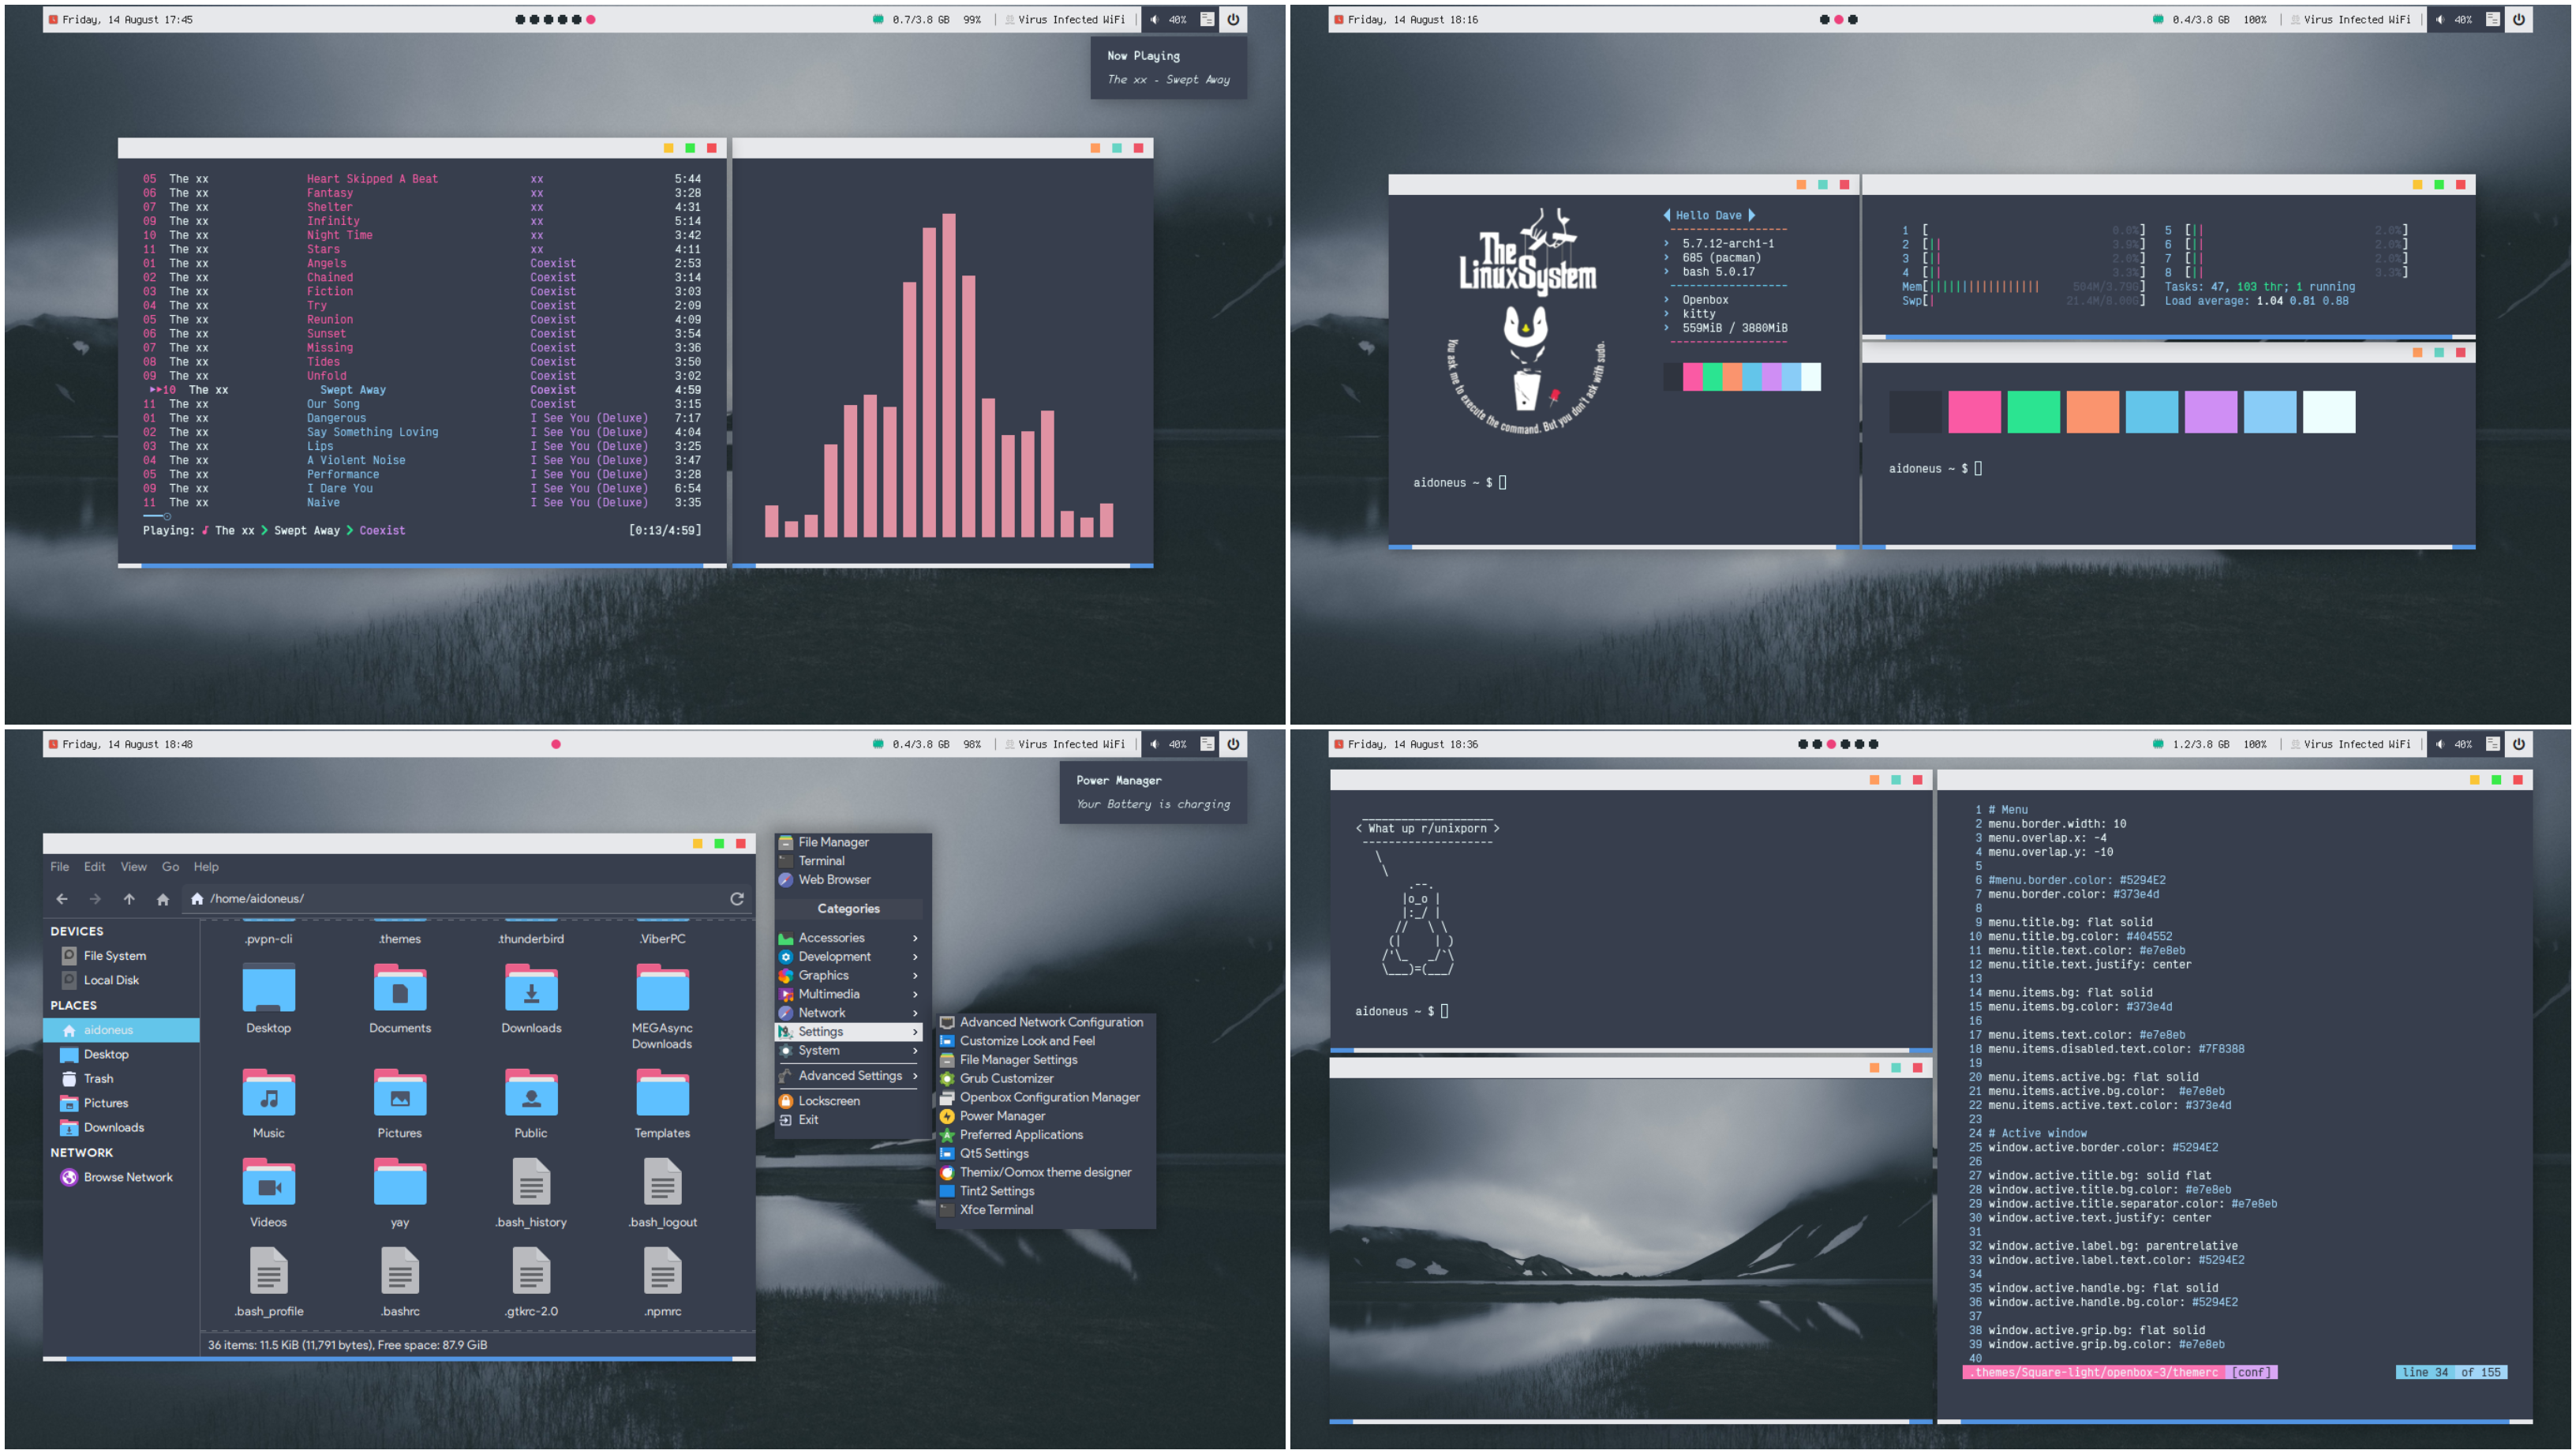 Friday, 14 August 17:45
0.7/3.8 GB 99% | Virus Infected WiFi | 40%
Now Playing
The xx - Swept Away
05 The xx Heart Skipped A Beat xx 5:44
06 The xx Fantasy xx 3:28
07 The xx Shelter xx 4:31
09 The xx Infinity xx 5:14
10 The xx Night Time xx 3:42
11 The xx Stars xx 4:11
01 The xx Angels Coexist 2:53
02 The xx Chained Coexist 3:14
03 The xx Fiction Coexist 3:03
04 The xx Try Coexist 2:09
05 The xx Reunion Coexist 4:09
06 The xx Sunset Coexist 3:54
07 The xx Missing Coexist 3:36
08 The xx Tides Coexist 3:50
09 The xx Unfold Coexist 3:02
▸▸10 The xx Swept Away Coexist 4:59
11 The xx Our Song Coexist 3:15
01 The xx Dangerous I See You (Deluxe) 7:17
02 The xx Say Something Loving I See You (Deluxe) 4:04
03 The xx Lips I See You (Deluxe) 3:25
04 The xx A Violent Noise I See You (Deluxe) 3:47
05 The xx Performance I See You (Deluxe) 3:28
09 The xx I Dare You I See You (Deluxe) 6:54
11 The xx Naive I See You (Deluxe) 3:35
Playing: ♪ The xx > Swept Away > Coexist [0:13/4:59]
Friday, 14 August 18:16
0.4/3.8 GB 100% | Virus Infected WiFi | 40%
The
LinuxSystem
You ask me to execute the command. But you don't ask with sudo.
Hello Dave
------------------
> 5.7.12-arch1-1
> 685 (pacman)
> bash 5.0.17
------------------
> Openbox
> kitty
> 559MiB / 3880MiB
------------------
aidoneus ~ $
1 [ 0.0%] 5 [|| 2.0%]
2 [|| 3.9%] 6 [|| 2.0%]
3 [|| 2.0%] 7 [|| 2.0%]
4 [|| 3.3%] 8 [|| 3.3%]
Mem[||||||||||||||||| 504M/3.79G] Tasks: 47, 103 thr; 1 running
Swp[| 21.4M/8.00G] Load average: 1.04 0.81 0.88
aidoneus ~ $
Friday, 14 August 18:48
0.4/3.8 GB 98% | Virus Infected WiFi | 40%
Power Manager
Your Battery is charging
File Edit View Go Help
/home/aidoneus/
DEVICES
File System
Local Disk
PLACES
aidoneus
Desktop
Trash
Pictures
Downloads
NETWORK
Browse Network
.pvpn-cli .themes .thunderbird .ViberPC
Desktop Documents Downloads MEGAsync
Downloads
Music Pictures Public Templates
Videos yay .bash_history .bash_logout
.bash_profile .bashrc .gtkrc-2.0 .npmrc
36 items: 11.5 KiB (11,791 bytes), Free space: 87.9 GiB
File Manager
Terminal
Web Browser
Categories
Accessories
Development
Graphics
Multimedia
Network
Settings
System
Advanced Settings
Lockscreen
Exit
Advanced Network Configuration
Customize Look and Feel
File Manager Settings
Grub Customizer
Openbox Configuration Manager
Power Manager
Preferred Applications
Qt5 Settings
Themix/Oomox theme designer
Tint2 Settings
Xfce Terminal
Friday, 14 August 18:36
1.2/3.8 GB 100% | Virus Infected WiFi | 40%
____________________
< What up r/unixporn >
--------------------
\
\
.--.
|o_o |
|:_/ |
// \ \
(| | )
/'\_ _/`\
\___)=(___/
aidoneus ~ $
1 # Menu
2 menu.border.width: 10
3 menu.overlap.x: -4
4 menu.overlap.y: -10
5
6 #menu.border.color: #5294E2
7 menu.border.color: #373e4d
8
9 menu.title.bg: flat solid
10 menu.title.bg.color: #404552
11 menu.title.text.color: #e7e8eb
12 menu.title.text.justify: center
13
14 menu.items.bg: flat solid
15 menu.items.bg.color: #373e4d
16
17 menu.items.text.color: #e7e8eb
18 menu.items.disabled.text.color: #7F8388
19
20 menu.items.active.bg: flat solid
21 menu.items.active.bg.color: #e7e8eb
22 menu.items.active.text.color: #373e4d
23
24 # Active window
25 window.active.border.color: #5294E2
26
27 window.active.title.bg: solid flat
28 window.active.title.bg.color: #e7e8eb
29 window.active.title.separator.color: #e7e8eb
30 window.active.text.justify: center
31
32 window.active.label.bg: parentrelative
33 window.active.label.text.color: #5294E2
34
35 window.active.handle.bg: flat solid
36 window.active.handle.bg.color: #5294E2
37
38 window.active.grip.bg: flat solid
39 window.active.grip.bg.color: #e7e8eb
40
.themes/Square-light/openbox-3/themerc [conf] line 34 of 155